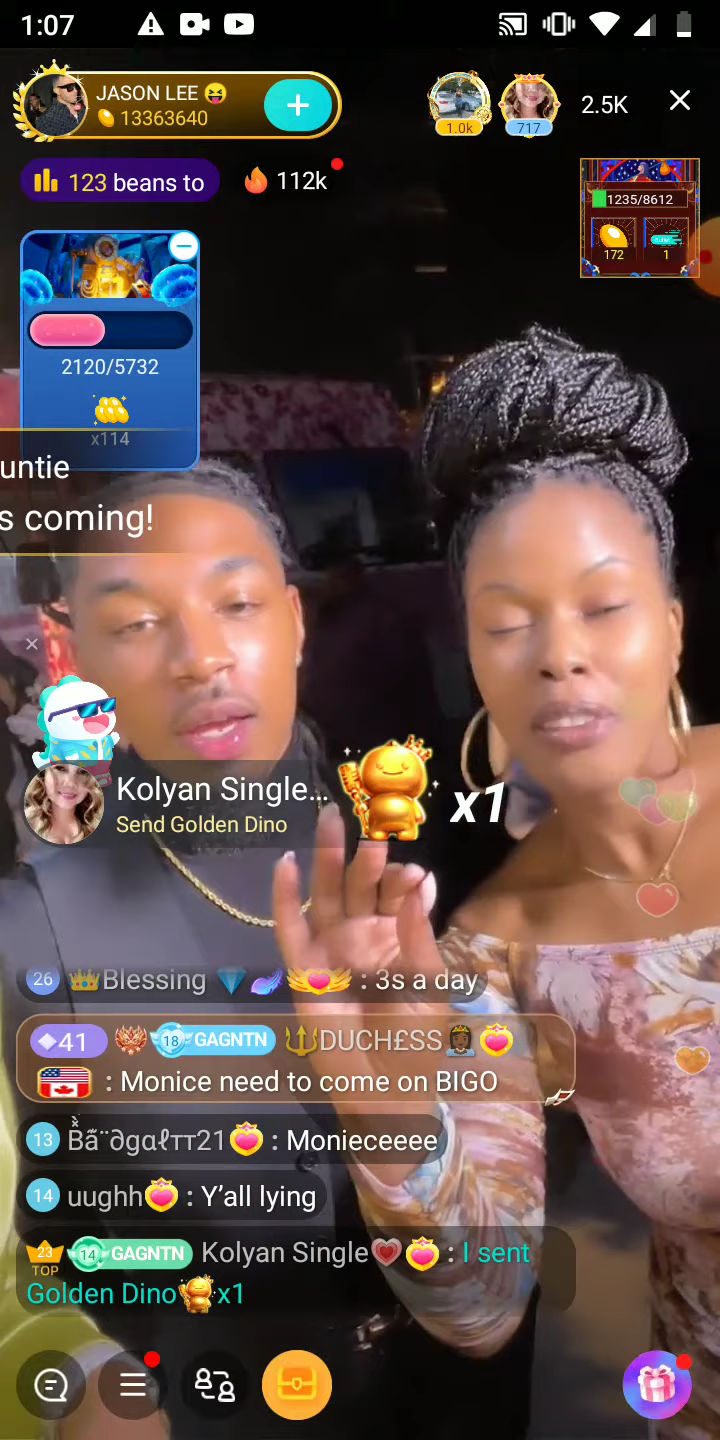 1:07
JASON LEE 😝
13363640
1.0k
717
2.5K
123 beans to
112k
1235/8612
172
1
2120/5732
x114
untie
s coming!
Kolyan Single...
Send Golden Dino
x1
26 Blessing : 3s a day
41 18 GAGNTN DUCH£SS
: Monice need to come on BIGO
13 : Monieceeee
14 uughh : Y'all lying
23 TOP 14 GAGNTN Kolyan Single : I sent
Golden Dino x1